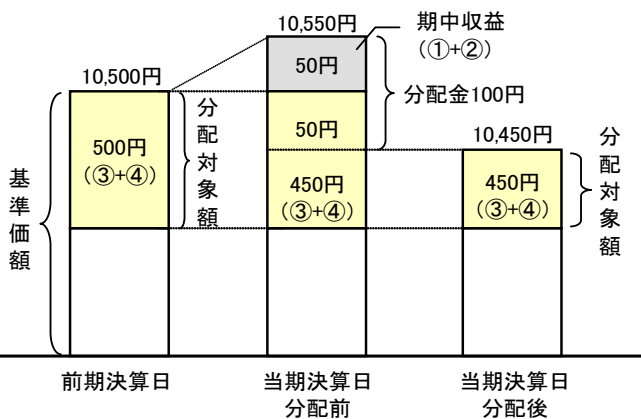 10,550円
期中収益
(①+②)
10,500円
50円
分配金100円
分配対象額
500円
(③+④)
50円
10,450円
基準価額
450円
(③+④)
450円
(③+④)
分配対象額
前期決算日
当期決算日
分配前
当期決算日
分配後